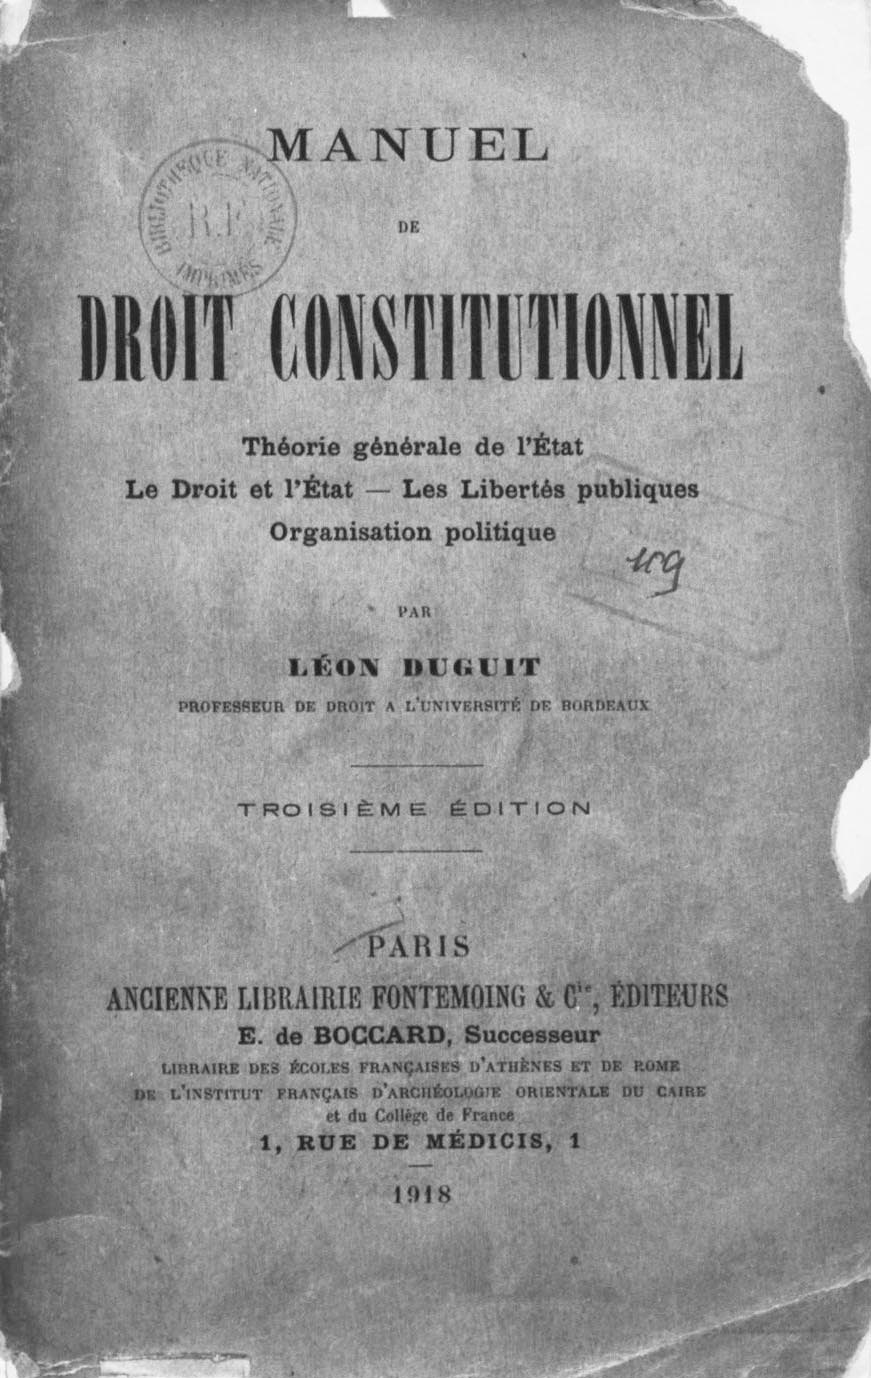 MANUEL
BIBLIOTHÈQUE NATIONALE
R.F.
IMPRIMÉS
DE
DROIT CONSTITUTIONNEL
Théorie générale de l'État
Le Droit et l'État — Les Libertés publiques
Organisation politique
PAR
LÉON DUGUIT
PROFESSEUR DE DROIT A L'UNIVERSITÉ DE BORDEAUX
TROISIÈME ÉDITION
PARIS
ANCIENNE LIBRAIRIE FONTEMOING & Cie, ÉDITEURS
E. de BOCCARD, Successeur
LIBRAIRE DES ÉCOLES FRANÇAISES D'ATHÈNES ET DE ROME
DE L'INSTITUT FRANÇAIS D'ARCHÉOLOGIE ORIENTALE DU CAIRE
et du Collège de France
1, RUE DE MÉDICIS, 1
1918